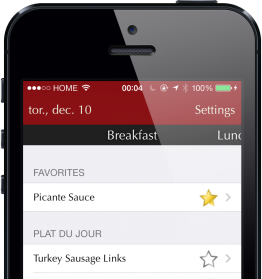 HOME 00:04 100%
tor., dec. 10 Settings
Breakfast Lunc
FAVORITES
Picante Sauce
PLAT DU JOUR
Turkey Sausage Links